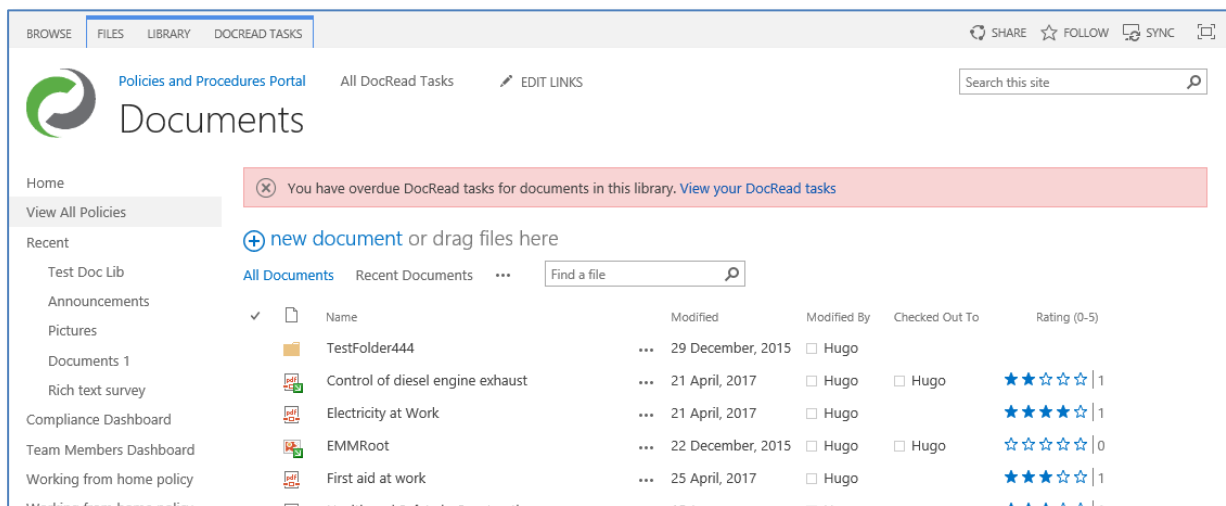 BROWSE FILES LIBRARY DOCREAD TASKS SHARE FOLLOW SYNC
Policies and Procedures Portal All DocRead Tasks EDIT LINKS Search this site
Documents
Home
View All Policies
Recent
Test Doc Lib
Announcements
Pictures
Documents 1
Rich text survey
Compliance Dashboard
Team Members Dashboard
Working from home policy
You have overdue DocRead tasks for documents in this library. View your DocRead tasks
new document or drag files here
All Documents Recent Documents ••• Find a file
Name Modified Modified By Checked Out To Rating (0-5)
TestFolder444 ••• 29 December, 2015 Hugo
Control of diesel engine exhaust ••• 21 April, 2017 Hugo Hugo 1
Electricity at Work ••• 21 April, 2017 Hugo 1
EMMRoot ••• 22 December, 2015 Hugo Hugo 0
First aid at work ••• 25 April, 2017 Hugo 1